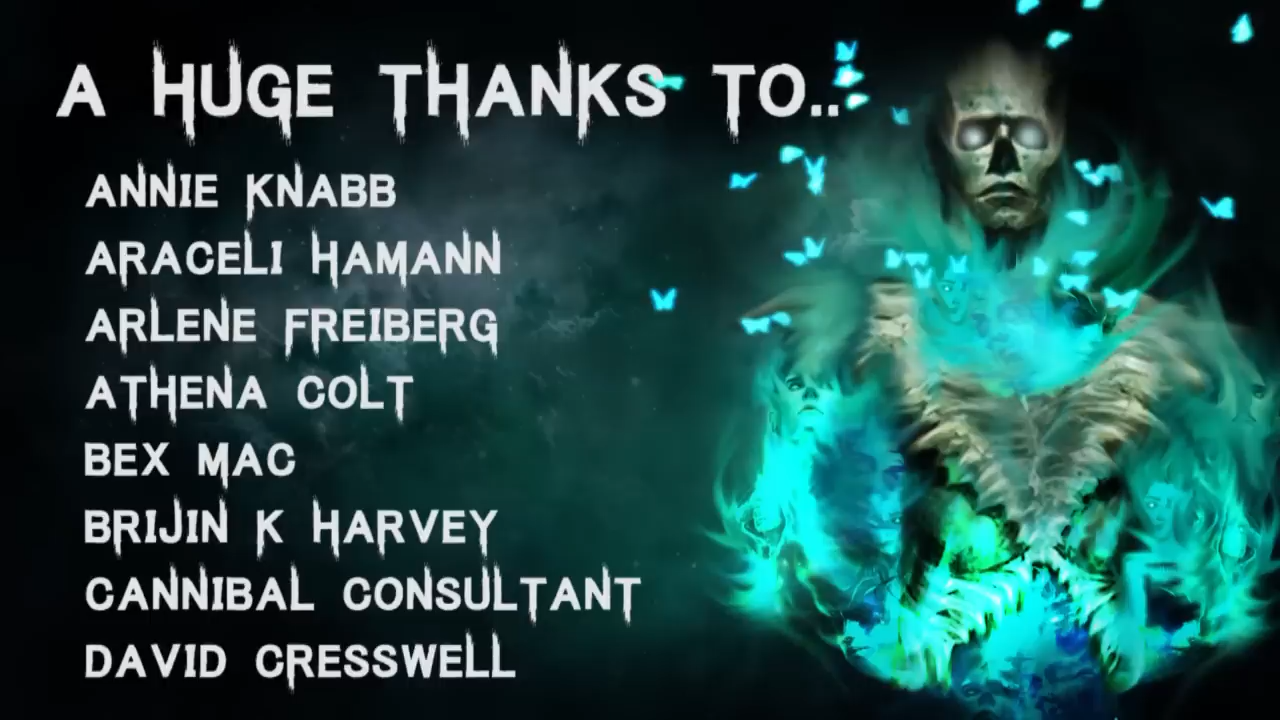 A HUGE THANKS TO..
ANNIE KNABB
ARACELI HAMANN
ARLENE FREIBERG
ATHENA COLT
BEX MAC
BRIJIN K HARVEY
CANNIBAL CONSULTANT
DAVID CRESSWELL